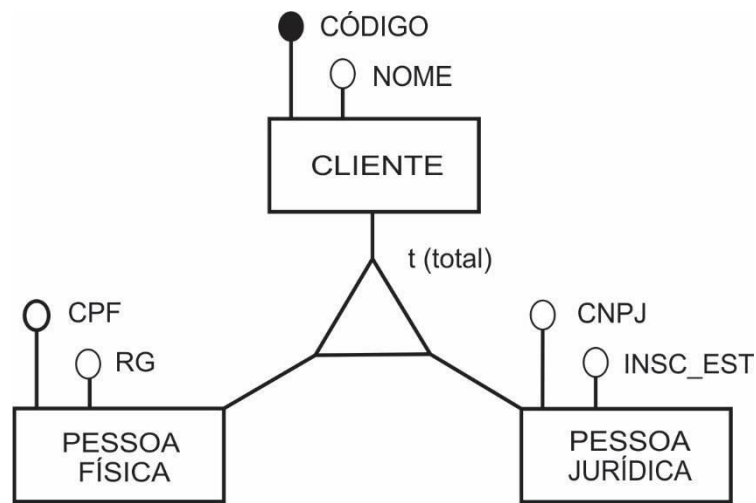 CÓDIGO
NOME
CLIENTE
t (total)
CPF
RG
CNPJ
INSC_EST
PESSOA
FÍSICA
PESSOA
JURÍDICA